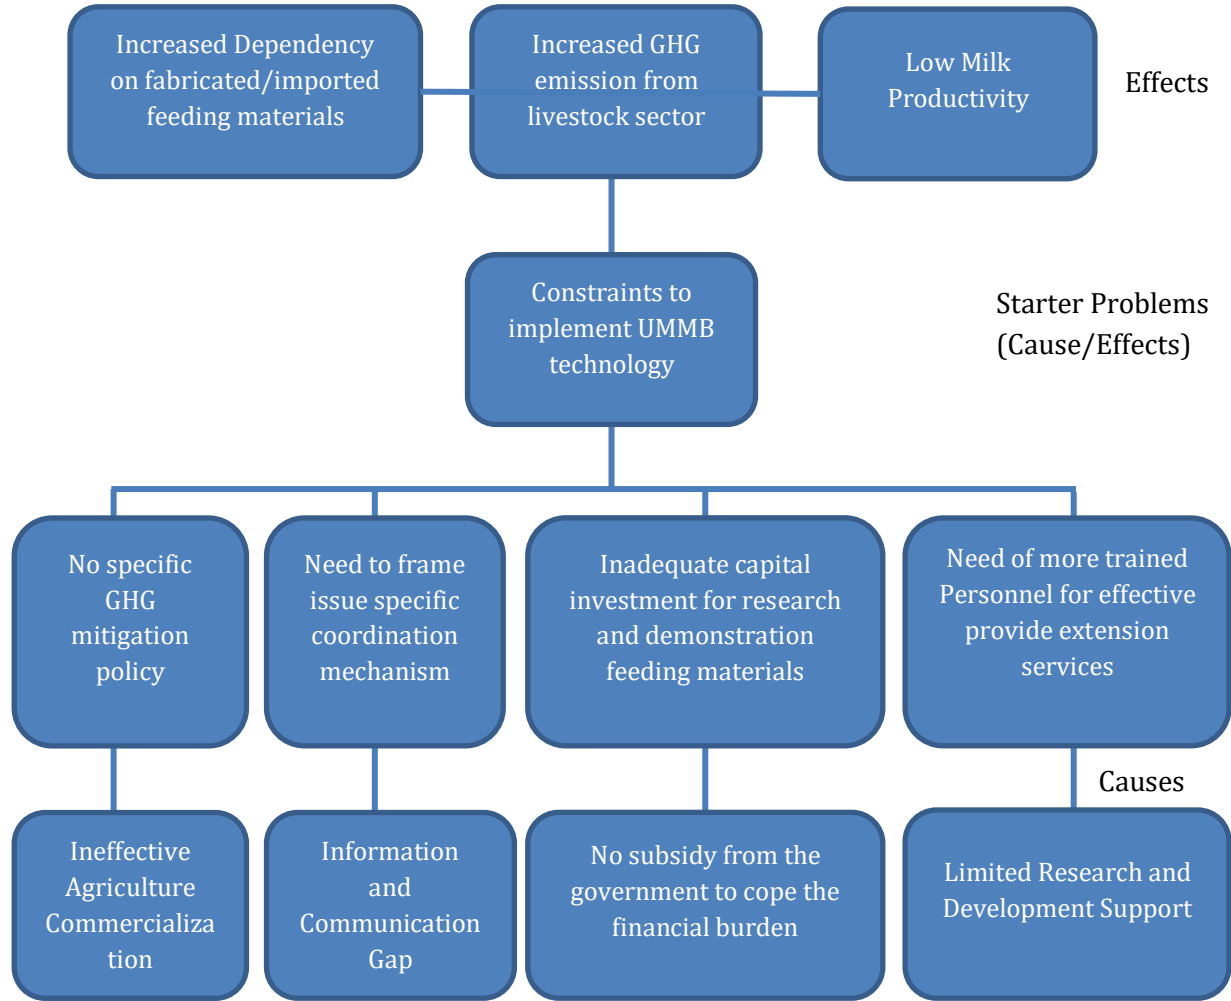 Increased Dependency
on fabricated/imported
feeding materials
Increased GHG
emission from
livestock sector
Low Milk
Productivity
Effects
Constraints to
implement UMMB
technology
Starter Problems
(Cause/Effects)
No specific
GHG
mitigation
policy
Need to frame
issue specific
coordination
mechanism
Inadequate capital
investment for research
and demonstration
feeding materials
Need of more trained
Personnel for effective
provide extension
services
Causes
Ineffective
Agriculture
Commercializa
tion
Information
and
Communication
Gap
No subsidy from the
government to cope the
financial burden
Limited Research and
Development Support